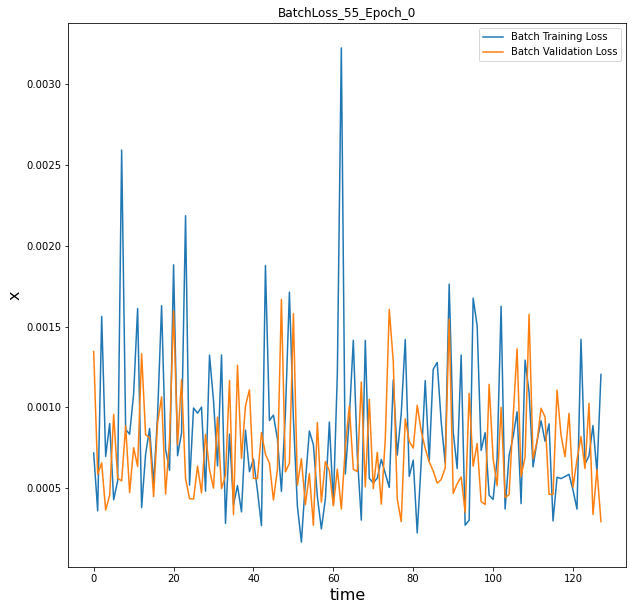 BatchLoss_55_Epoch_0
Batch Training Loss
Batch Validation Loss
0.0030
0.0025
0.0020
0.0015
0.0010
0.0005
x
0 20 40 60 80 100 120
time